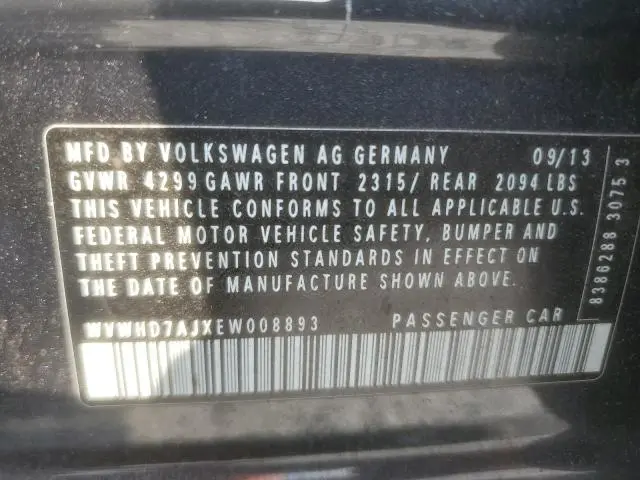 MFD BY VOLKSWAGEN AG GERMANY 09/13
GVWR 4299 GAWR FRONT 2315/ REAR 2094 LBS
THIS VEHICLE CONFORMS TO ALL APPLICABLE U.S.
FEDERAL MOTOR VEHICLE SAFETY, BUMPER AND
THEFT PREVENTION STANDARDS IN EFFECT ON
THE DATE OF MANUFACTURE SHOWN ABOVE.
WVWHD7AJXEW008893 PASSENGER CAR
8386288 3075 3